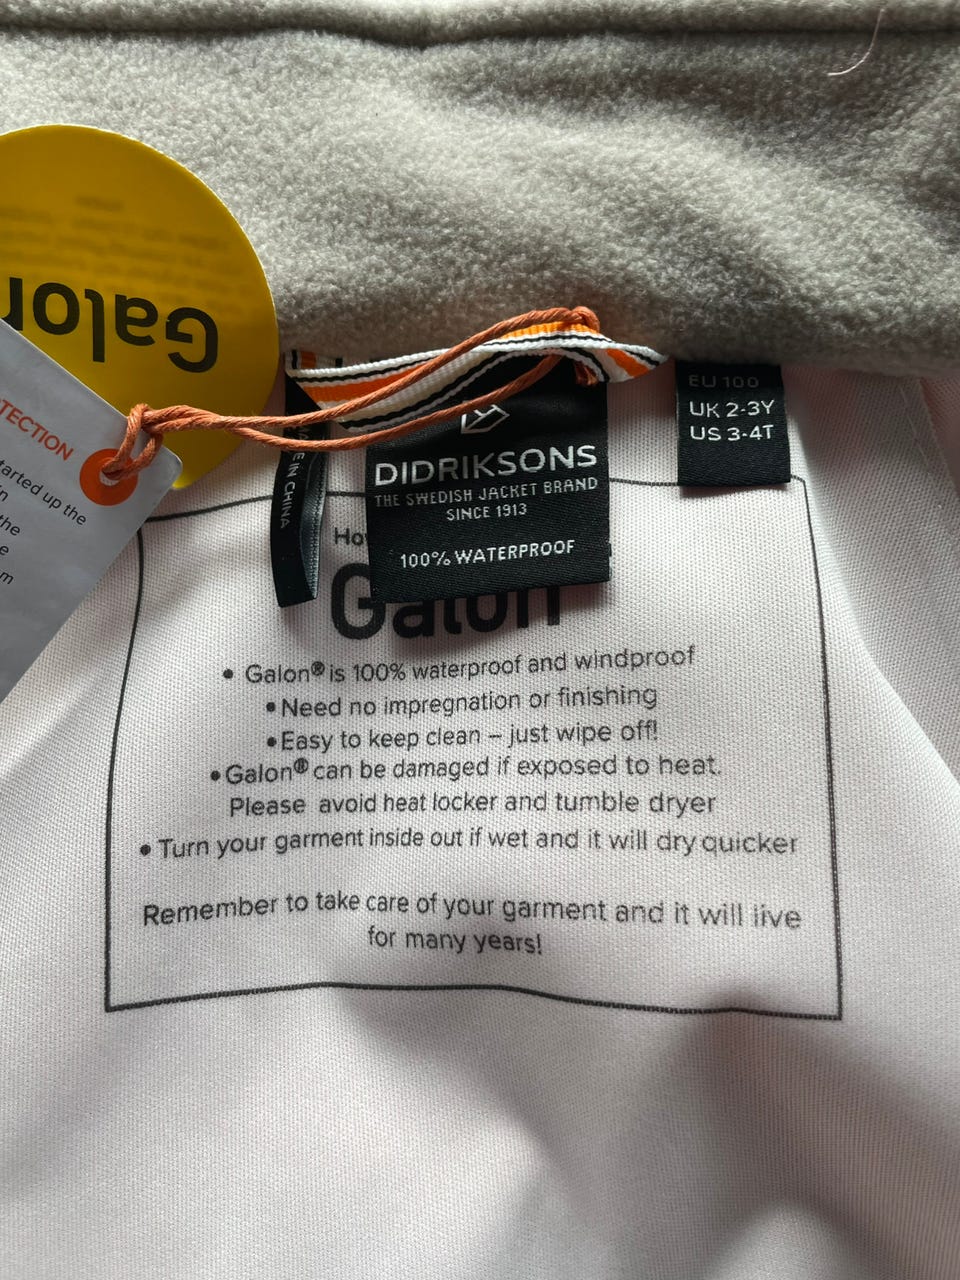 Galon
TECTION
tarted up the
the
EU 100
UK 2-3Y
US 3-4T
MADE IN CHINA
DIDRIKSONS
THE SWEDISH JACKET BRAND
SINCE 1913
100% WATERPROOF
Galon
• Galon® is 100% waterproof and windproof
• Need no impregnation or finishing
• Easy to keep clean – just wipe off!
• Galon® can be damaged if exposed to heat.
Please avoid heat locker and tumble dryer
• Turn your garment inside out if wet and it will dry quicker
Remember to take care of your garment and it will live
for many years!